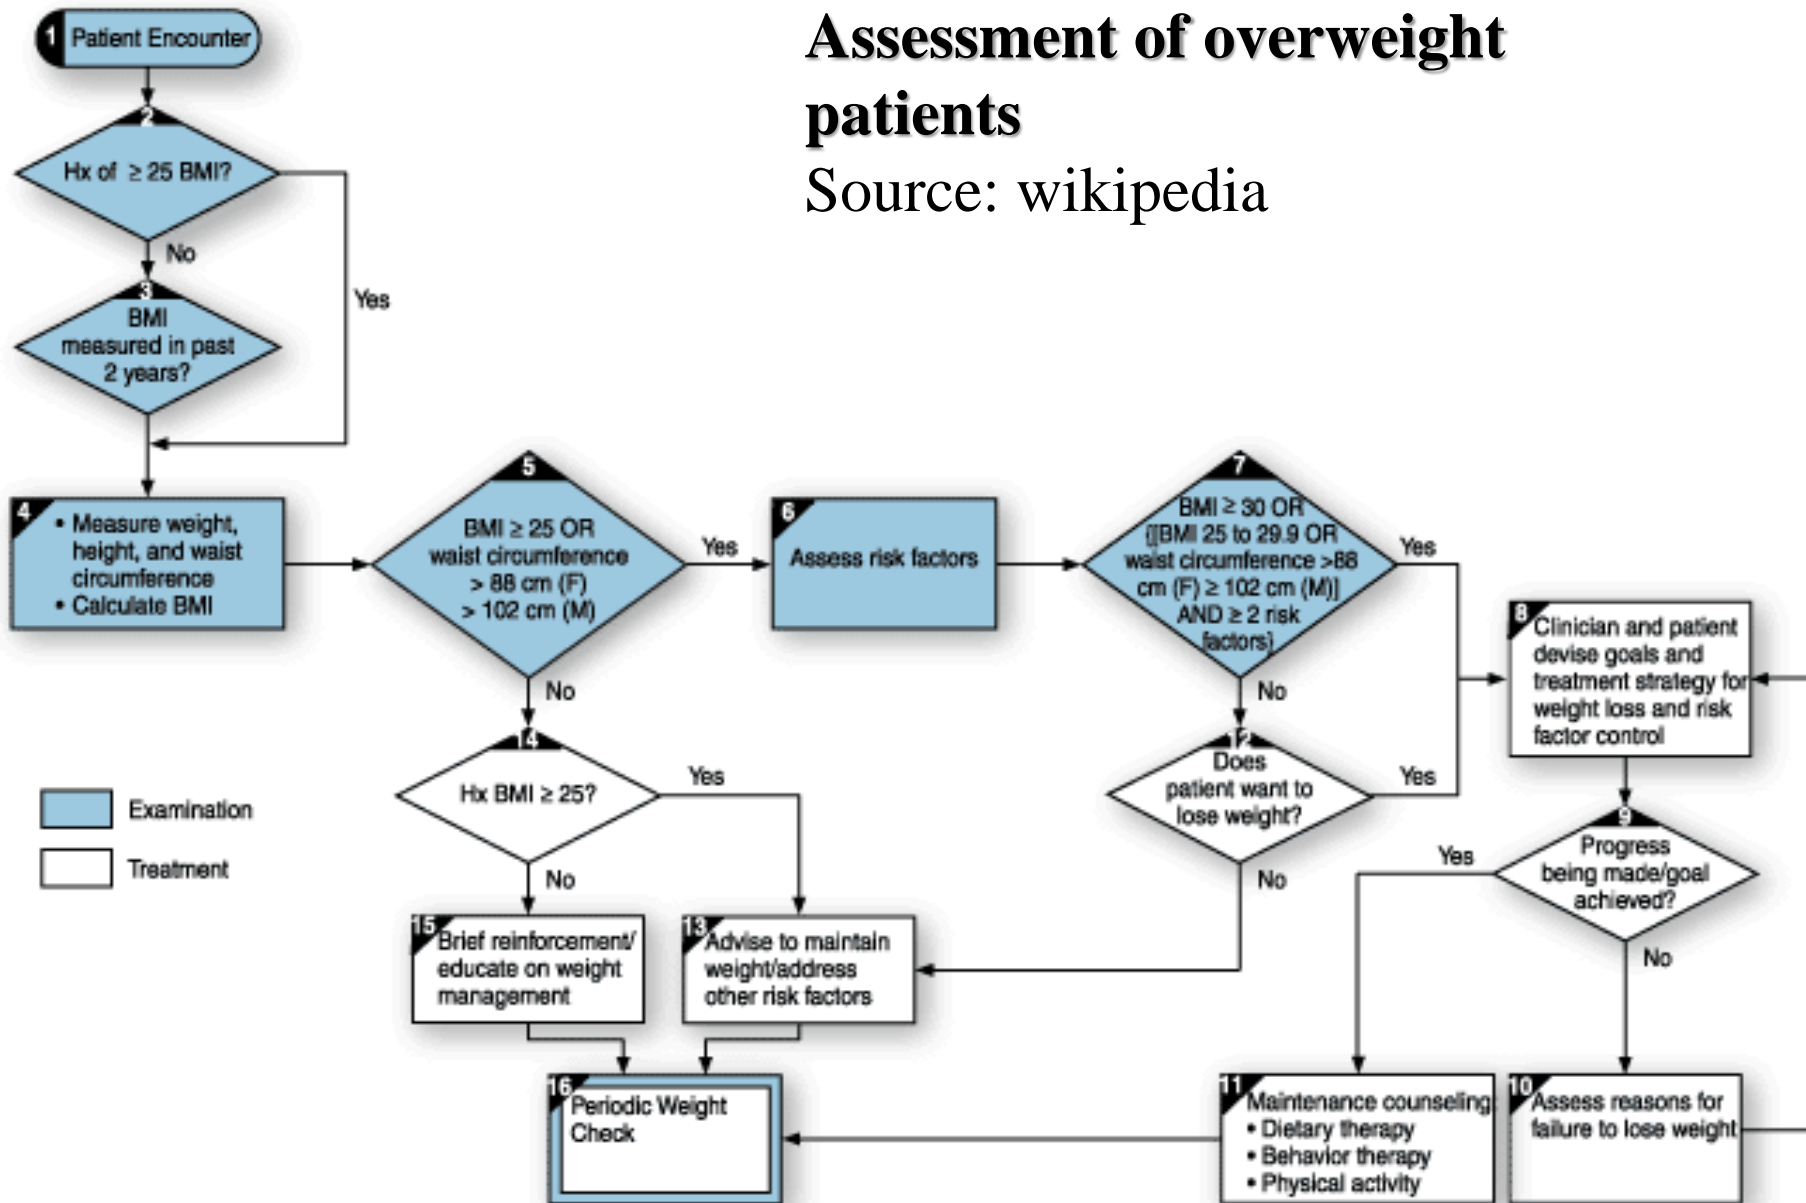 Assessment of overweight
patients
Source: wikipedia
1 Patient Encounter
2
Hx of ≥ 25 BMI?
No
Yes
3
BMI
measured in past
2 years?
4
• Measure weight,
height, and waist
circumference
• Calculate BMI
5
BMI ≥ 25 OR
waist circumference
> 88 cm (F)
> 102 cm (M)
Yes
No
6
Assess risk factors
7
BMI ≥ 30 OR
{[BMI 25 to 29.9 OR
waist circumference >88
cm (F) ≥ 102 cm (M)]
AND ≥ 2 risk
factors}
Yes
No
8
Clinician and patient
devise goals and
treatment strategy for
weight loss and risk
factor control
14
Hx BMI ≥ 25?
Yes
No
12
Does
patient want to
lose weight?
Yes
No
9
Progress
being made/goal
achieved?
Yes
No
Examination
Treatment
15
Brief reinforcement/
educate on weight
management
13
Advise to maintain
weight/address
other risk factors
16
Periodic Weight
Check
11
Maintenance counseling:
• Dietary therapy
• Behavior therapy
• Physical activity
10
Assess reasons for
failure to lose weight